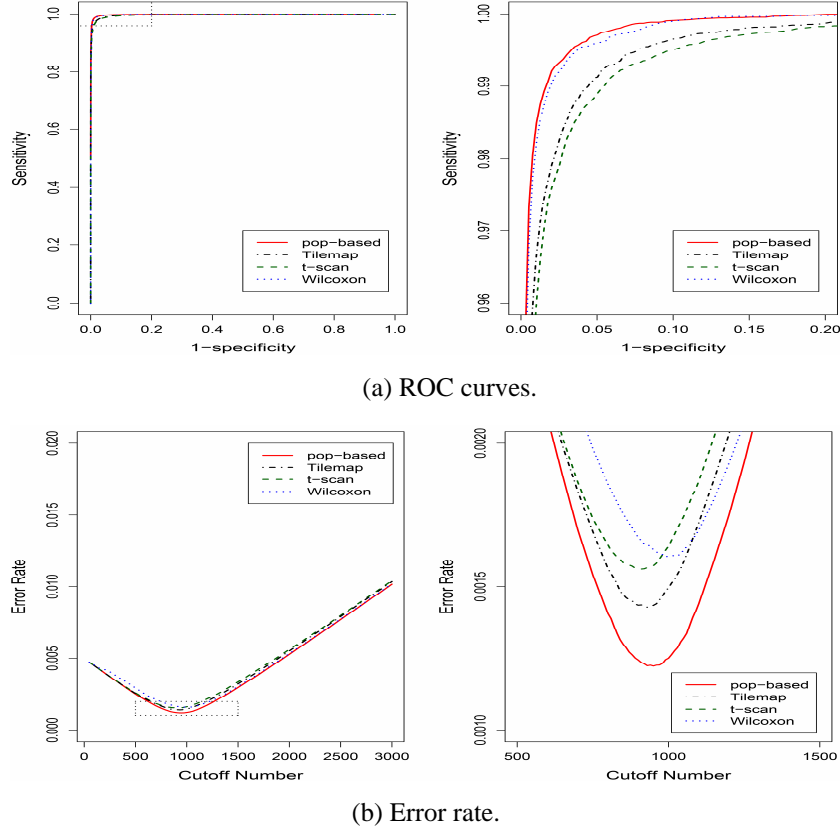 Sensitivity
0.0 0.2 0.4 0.6 0.8 1.0
pop-based
Tilemap
t-scan
Wilcoxon
0.0 0.2 0.4 0.6 0.8 1.0
1-specificity
Sensitivity
0.96 0.97 0.98 0.99 1.00
pop-based
Tilemap
t-scan
Wilcoxon
0.00 0.05 0.10 0.15 0.20
1-specificity
(a) ROC curves.
Error Rate
0.000 0.005 0.010 0.015 0.020
pop-based
Tilemap
t-scan
Wilcoxon
0 500 1000 1500 2000 2500 3000
Cutoff Number
Error Rate
0.0010 0.0015 0.0020
pop-based
Tilemap
t-scan
Wilcoxon
500 1000 1500
Cutoff Number
(b) Error rate.